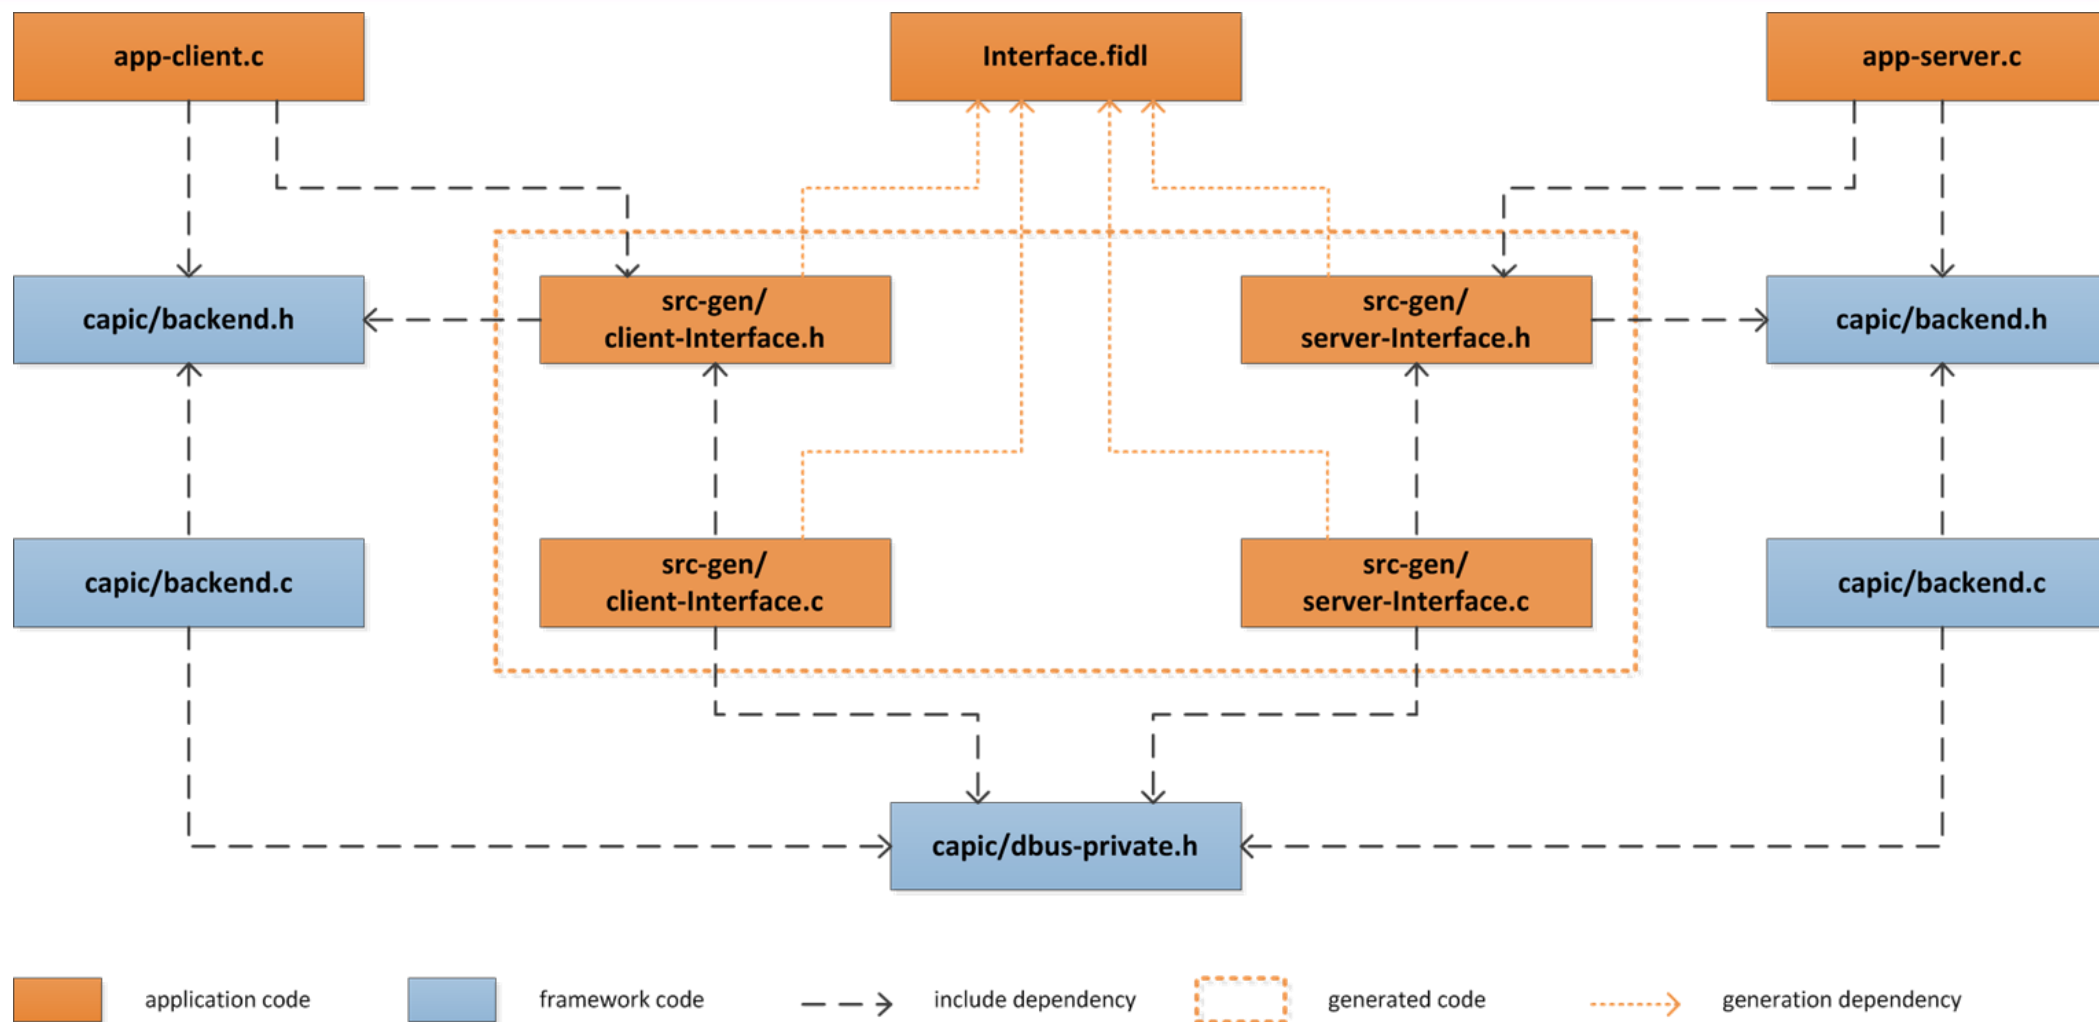 app-client.c
Interface.fidl
app-server.c
capic/backend.h
src-gen/
client-Interface.h
src-gen/
server-Interface.h
capic/backend.h
capic/backend.c
src-gen/
client-Interface.c
src-gen/
server-Interface.c
capic/backend.c
capic/dbus-private.h
application code
framework code
include dependency
generated code
generation dependency